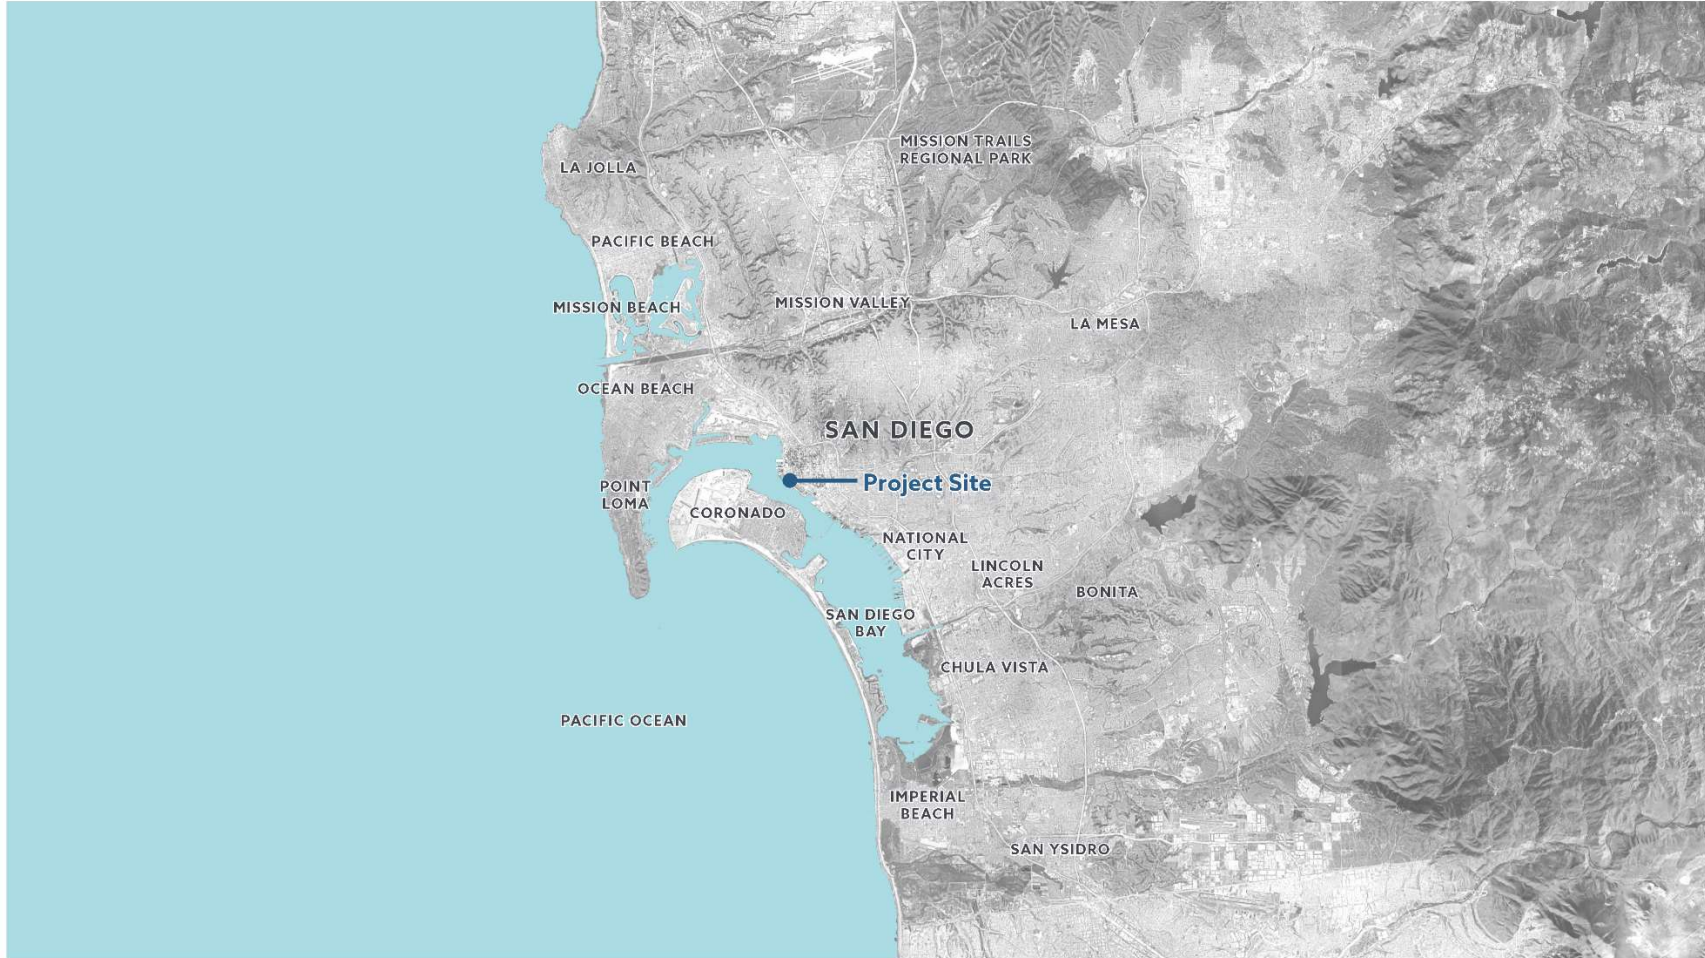 MISSION TRAILS
REGIONAL PARK
LA JOLLA
PACIFIC BEACH
MISSION BEACH
MISSION VALLEY
LA MESA
OCEAN BEACH
SAN DIEGO
Project Site
POINT
LOMA
CORONADO
NATIONAL
CITY
LINCOLN
ACRES
BONITA
SAN DIEGO
BAY
CHULA VISTA
PACIFIC OCEAN
IMPERIAL
BEACH
SAN YSIDRO